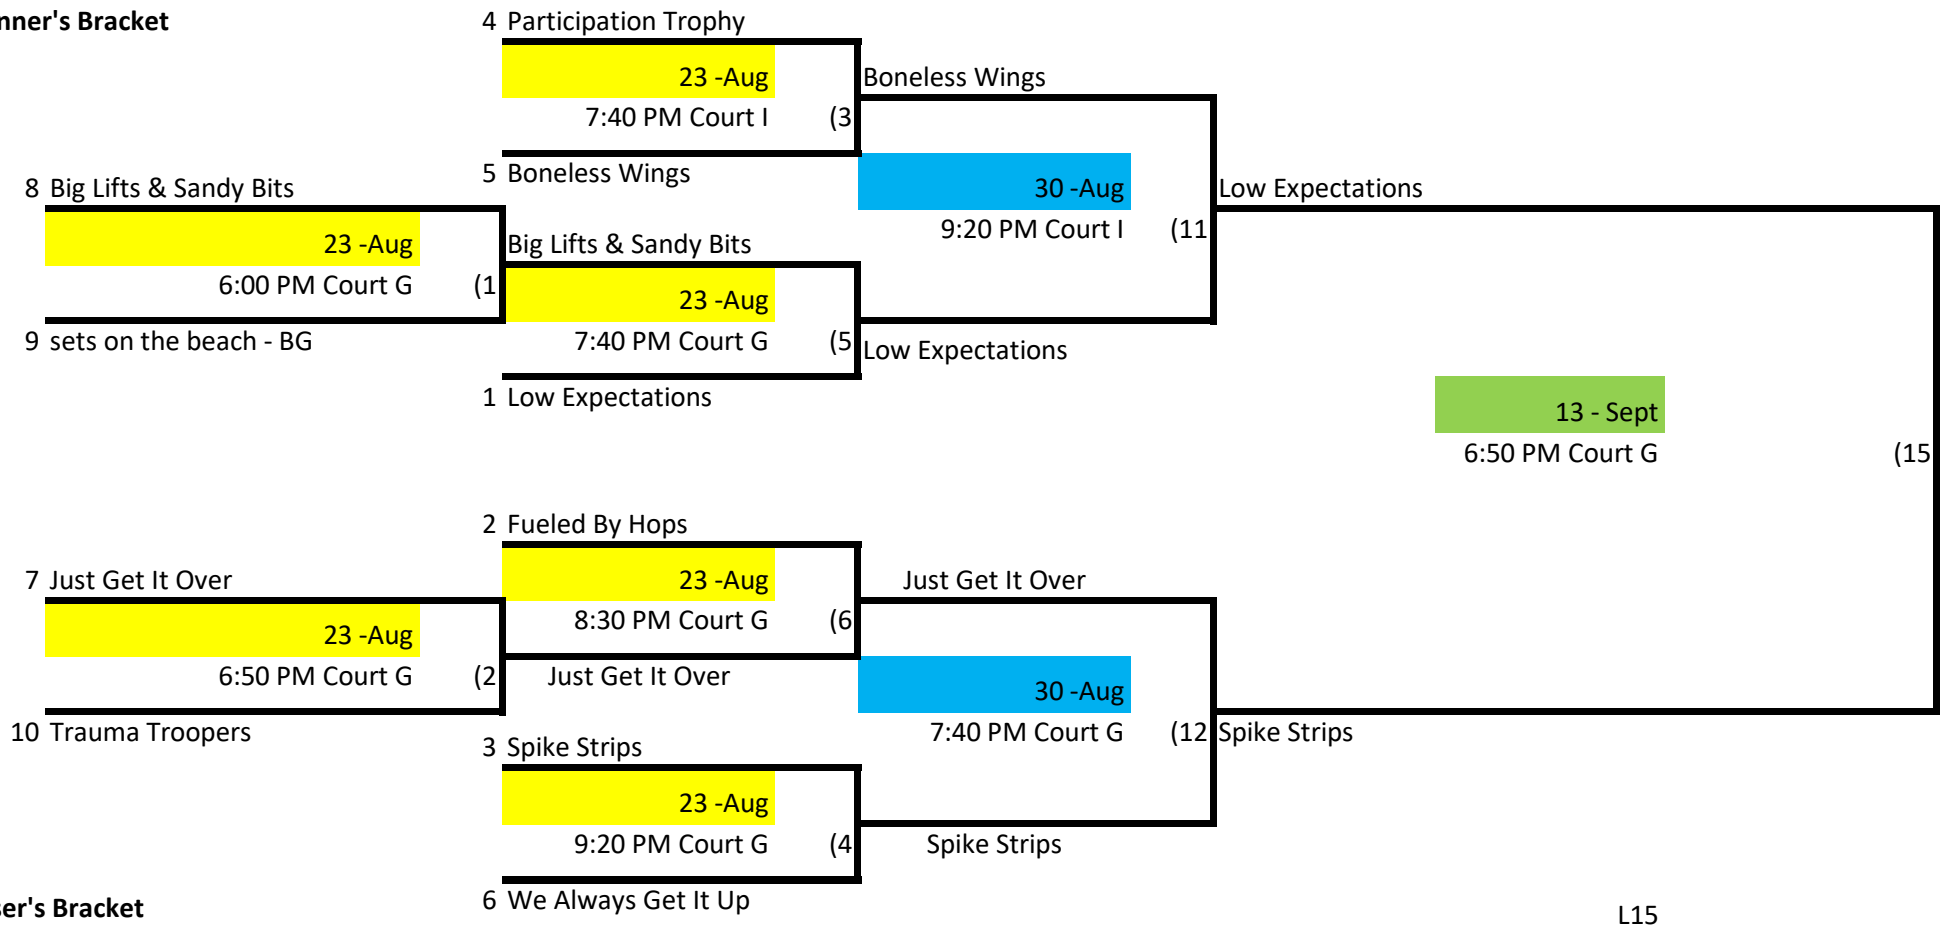 nner's Bracket
4 Participation Trophy
23 -Aug
Boneless Wings
7:40 PM Court I (3
5 Boneless Wings
8 Big Lifts & Sandy Bits
30 -Aug
Low Expectations
23 -Aug
Big Lifts & Sandy Bits
9:20 PM Court I (11
6:00 PM Court G (1
23 -Aug
9 sets on the beach - BG
7:40 PM Court G (5
Low Expectations
1 Low Expectations
13 - Sept
6:50 PM Court G (15
2 Fueled By Hops
7 Just Get It Over
23 -Aug
Just Get It Over
8:30 PM Court G (6
23 -Aug
6:50 PM Court G (2
Just Get It Over
30 -Aug
10 Trauma Troopers
7:40 PM Court G (12
Spike Strips
3 Spike Strips
23 -Aug
9:20 PM Court G (4
Spike Strips
6 We Always Get It Up
ser's Bracket
L15